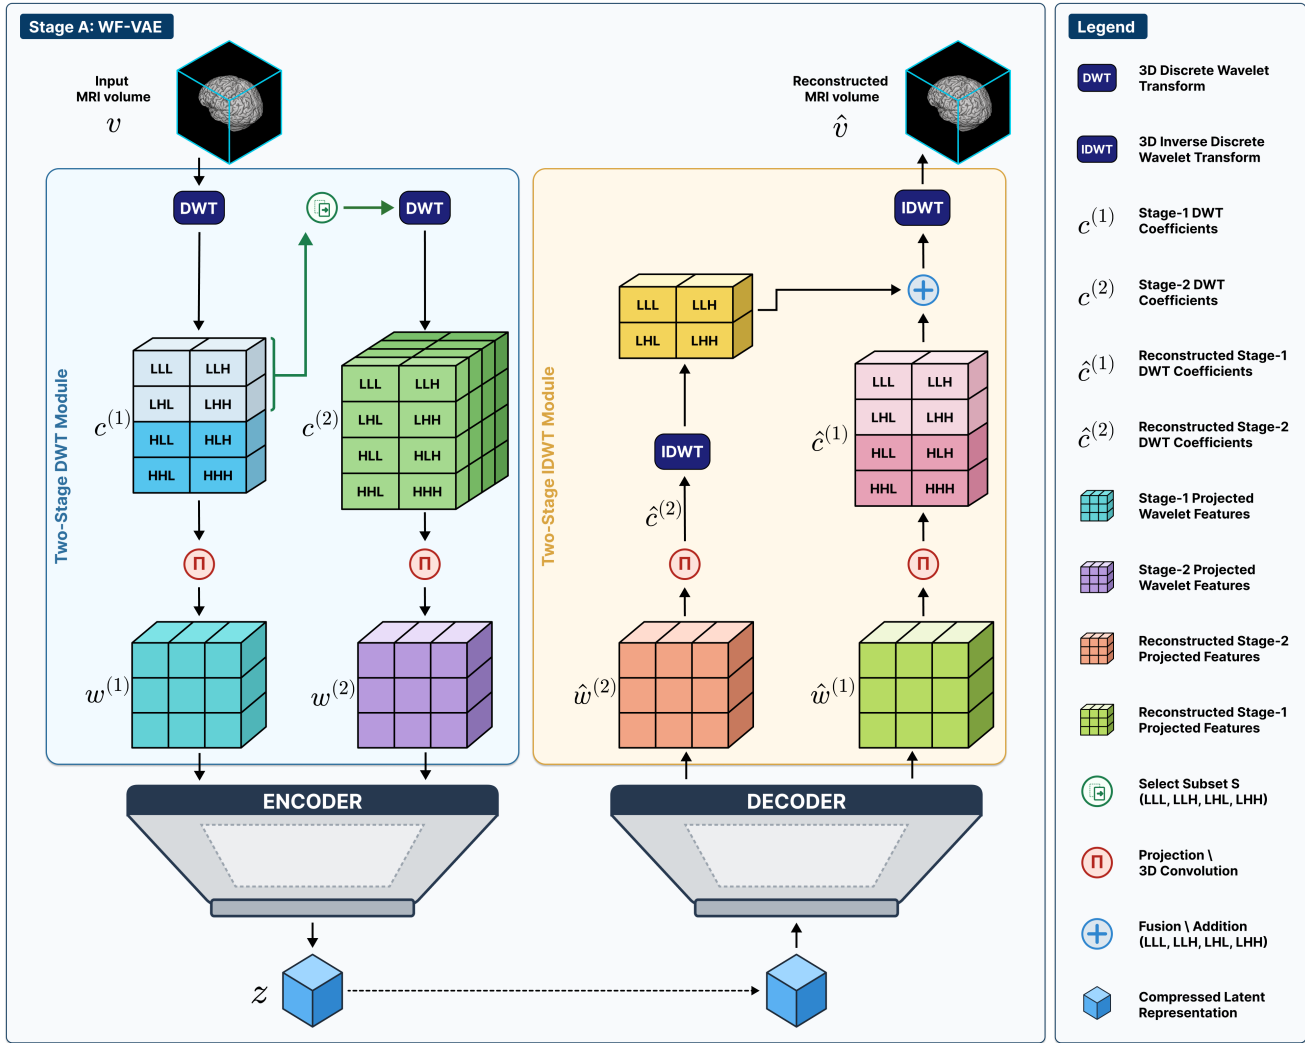 Stage A: WF-VAE
Input
MRI volume
v
Reconstructed
MRI volume
v̂
DWT
DWT
IDWT
Two-Stage DWT Module
LLL LLH
LHL LHH
HLL HLH
HHL HHH
c⁽¹⁾
LLL LLH
LHL LHH
HLL HLH
HHL HHH
c⁽²⁾
Π
Π
w⁽¹⁾
w⁽²⁾
Two-Stage IDWT Module
LLL LLH
LHL LHH
IDWT
ĉ⁽²⁾
LLL LLH
LHL LHH
HLL HLH
HHL HHH
ĉ⁽¹⁾
Π
Π
ŵ⁽²⁾
ŵ⁽¹⁾
ENCODER
DECODER
z
Legend
DWT
3D Discrete Wavelet
Transform
IDWT
3D Inverse Discrete
Wavelet Transform
c⁽¹⁾
Stage-1 DWT
Coefficients
c⁽²⁾
Stage-2 DWT
Coefficients
ĉ⁽¹⁾
Reconstructed Stage-1
DWT Coefficients
ĉ⁽²⁾
Reconstructed Stage-2
DWT Coefficients
Stage-1 Projected
Wavelet Features
Stage-2 Projected
Wavelet Features
Reconstructed Stage-2
Projected Features
Reconstructed Stage-1
Projected Features
Select Subset S
(LLL, LLH, LHL, LHH)
Π
Projection \
3D Convolution
Fusion \ Addition
(LLL, LLH, LHL, LHH)
Compressed Latent
Representation